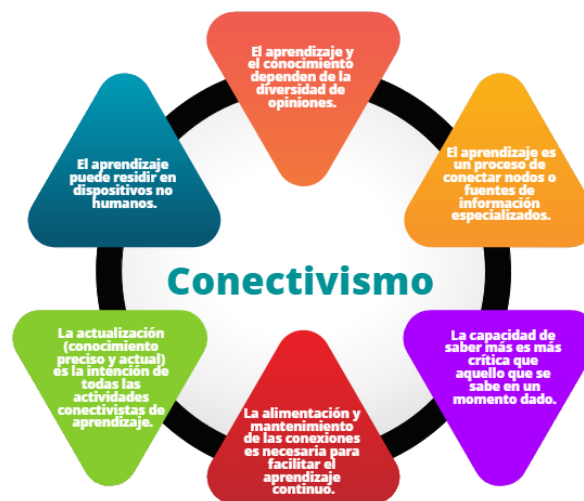 El aprendizaje y
el conocimiento
dependen de la
diversidad de
opiniones.
El aprendizaje es
un proceso de
conectar nodos o
fuentes de
información
especializados.
La capacidad de
saber más es más
crítica que
aquello que se
sabe en un
momento dado.
La alimentación y
mantenimiento
de las conexiones
es necesaria para
facilitar el
aprendizaje
continuo.
La actualización
(conocimiento
preciso y actual)
es la intención de
todas las
actividades
conectivistas de
aprendizaje.
El aprendizaje
puede residir en
dispositivos no
humanos.
Conectivismo